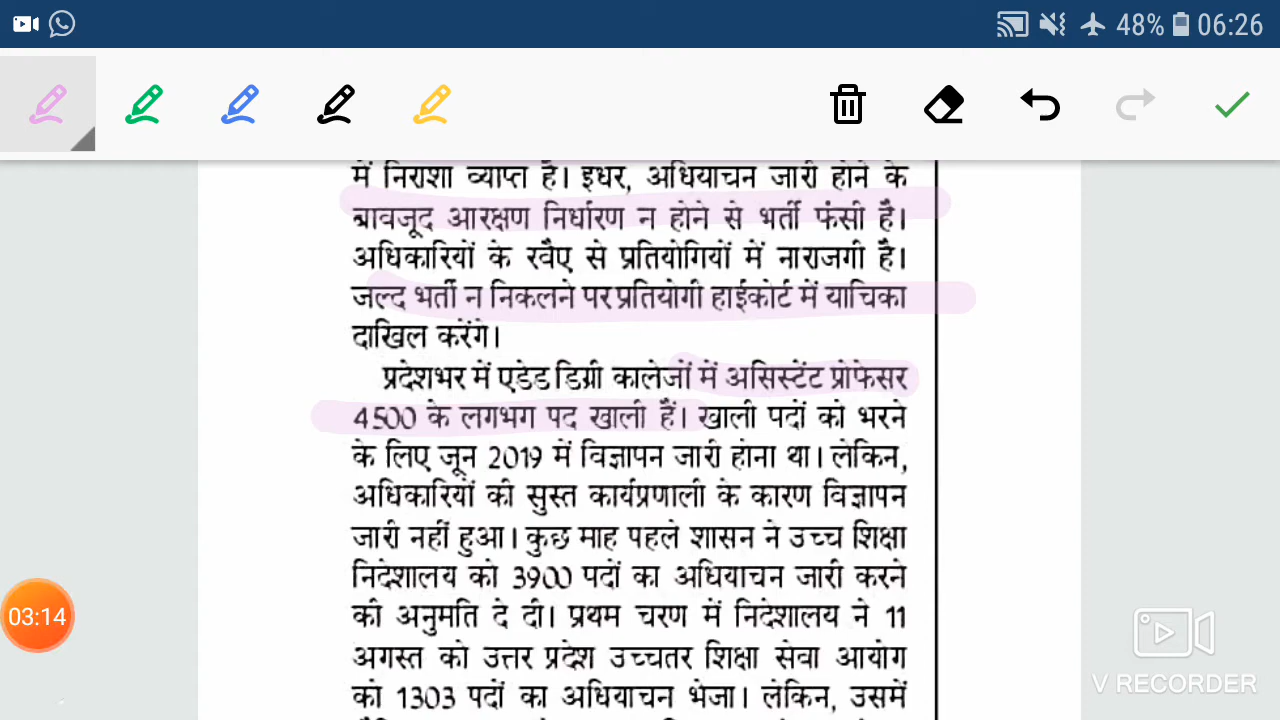 48% 06:26
में निराशा व्याप्त है। इधर, अधियाचन जारी होने के
बावजूद आरक्षण निर्धारण न होने से भर्ती फंसी है।
अधिकारियों के रवैए से प्रतियोगियों में नाराजगी है।
जल्द भर्ती न निकलने पर प्रतियोगी हाईकोर्ट में याचिका
दाखिल करेंगे।
प्रदेशभर में एडेड डिग्री कालेजों में असिस्टेंट प्रोफेसर
4500 के लगभग पद खाली हैं। खाली पदों को भरने
के लिए जून 2019 में विज्ञापन जारी होना था। लेकिन,
अधिकारियों की सुस्त कार्यप्रणाली के कारण विज्ञापन
जारी नहीं हुआ। कुछ माह पहले शासन ने उच्च शिक्षा
निदेशालय को 3900 पदों का अधियाचन जारी करने
की अनुमति दे दी। प्रथम चरण में निदेशालय ने 11
अगस्त को उत्तर प्रदेश उच्चतर शिक्षा सेवा आयोग
को 1303 पदों का अधियाचन भेजा। लेकिन, उसमें
03:14
V RECORDER